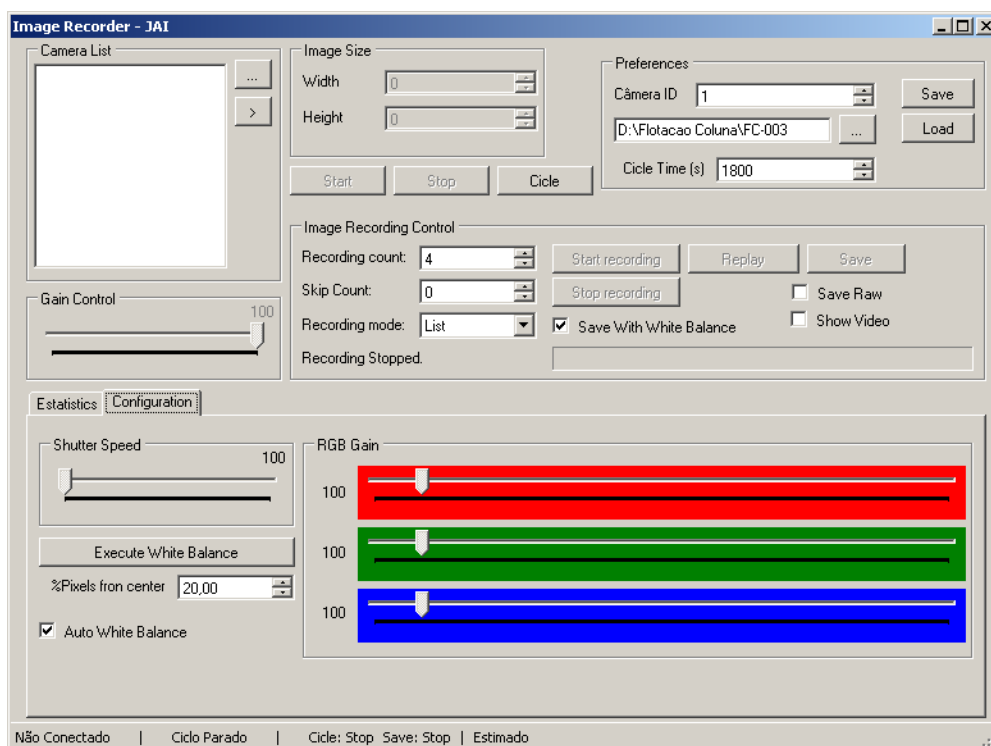 Image Recorder - JAI
Camera List
...
>
Image Size
Width 0
Height 0
Preferences
Câmera ID 1
Save
D:\Flotacao Coluna\FC-003 ...
Load
Cicle Time (s) 1800
Start Stop Cicle
Image Recording Control
Recording count: 4
Start recording Replay Save
Skip Count: 0
Stop recording
Save Raw
Recording mode: List
Save With White Balance
Show Video
Recording Stopped.
Gain Control
100
Estatistics Configuration
Shutter Speed
100
Execute White Balance
%Pixels fron center 20,00
Auto White Balance
RGB Gain
100
100
100
Não Conectado | Ciclo Parado | Cicle: Stop Save: Stop | Estimado